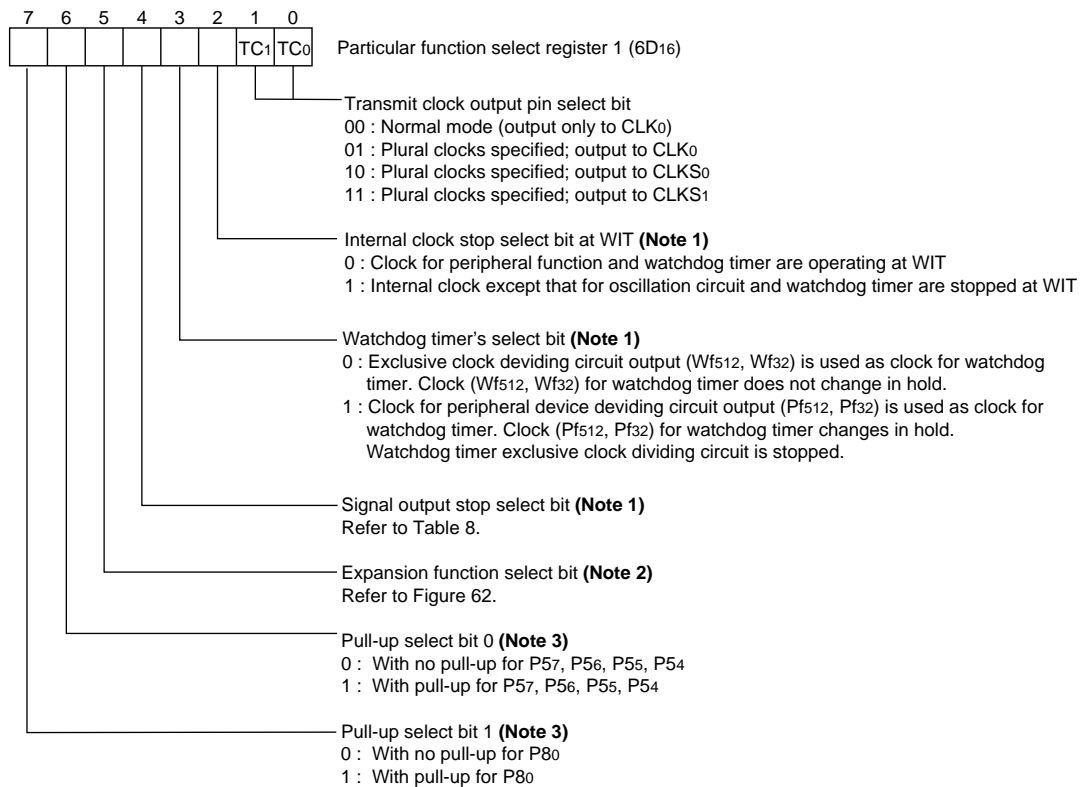 7 6 5 4 3 2 1 0
TC1 TC0 Particular function select register 1 (6D16)
Transmit clock output pin select bit
00 : Normal mode (output only to CLK0)
01 : Plural clocks specified; output to CLK0
10 : Plural clocks specified; output to CLKS0
11 : Plural clocks specified; output to CLKS1
Internal clock stop select bit at WIT (Note 1)
0 : Clock for peripheral function and watchdog timer are operating at WIT
1 : Internal clock except that for oscillation circuit and watchdog timer are stopped at WIT
Watchdog timer's select bit (Note 1)
0 : Exclusive clock deviding circuit output (Wf512, Wf32) is used as clock for watchdog
timer. Clock (Wf512, Wf32) for watchdog timer does not change in hold.
1 : Clock for peripheral device deviding circuit output (Pf512, Pf32) is used as clock for
watchdog timer. Clock (Pf512, Pf32) for watchdog timer changes in hold.
Watchdog timer exclusive clock dividing circuit is stopped.
Signal output stop select bit (Note 1)
Refer to Table 8.
Expansion function select bit (Note 2)
Refer to Figure 62.
Pull-up select bit 0 (Note 3)
0 : With no pull-up for P57, P56, P55, P54
1 : With pull-up for P57, P56, P55, P54
Pull-up select bit 1 (Note 3)
0 : With no pull-up for P80
1 : With pull-up for P80